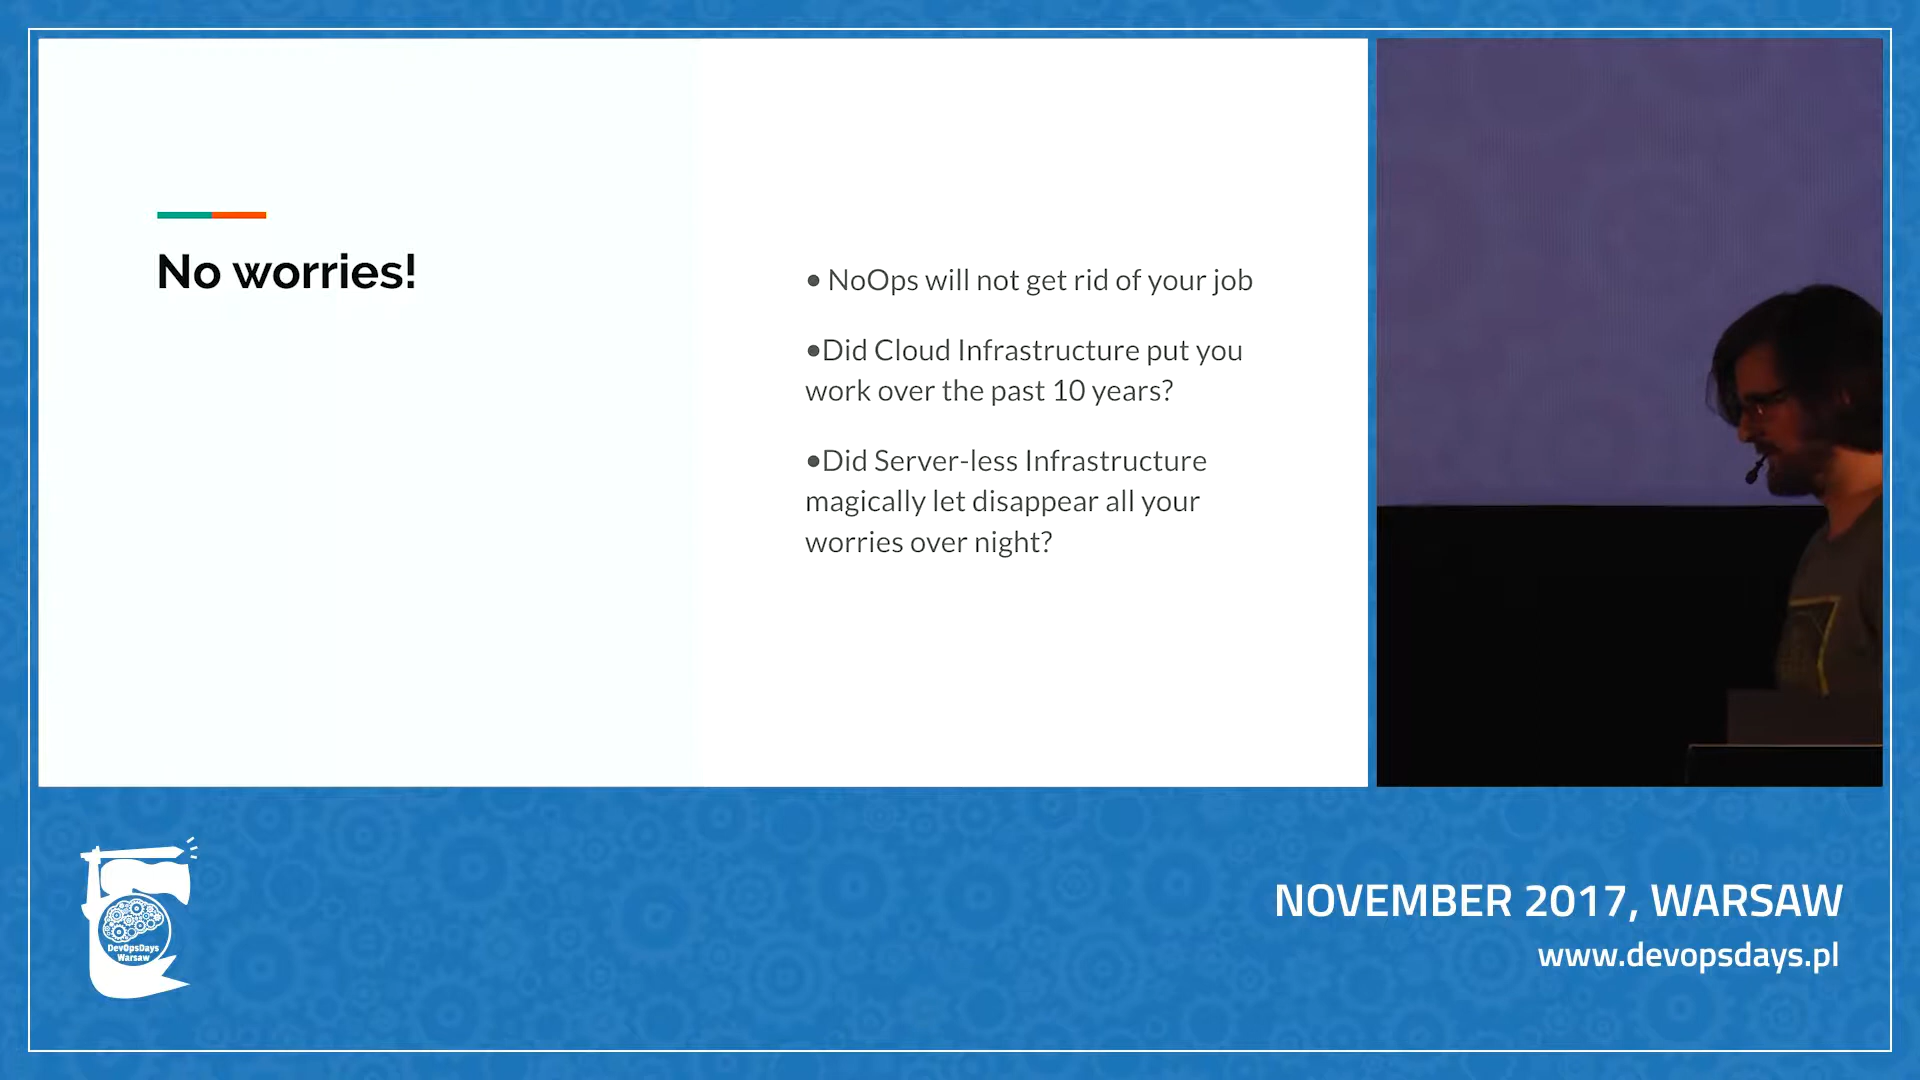 No worries!
● NoOps will not get rid of your job
●Did Cloud Infrastructure put you
work over the past 10 years?
●Did Server-less Infrastructure
magically let disappear all your
worries over night?
DevOpsDays
Warsaw
NOVEMBER 2017, WARSAW
www.devopsdays.pl